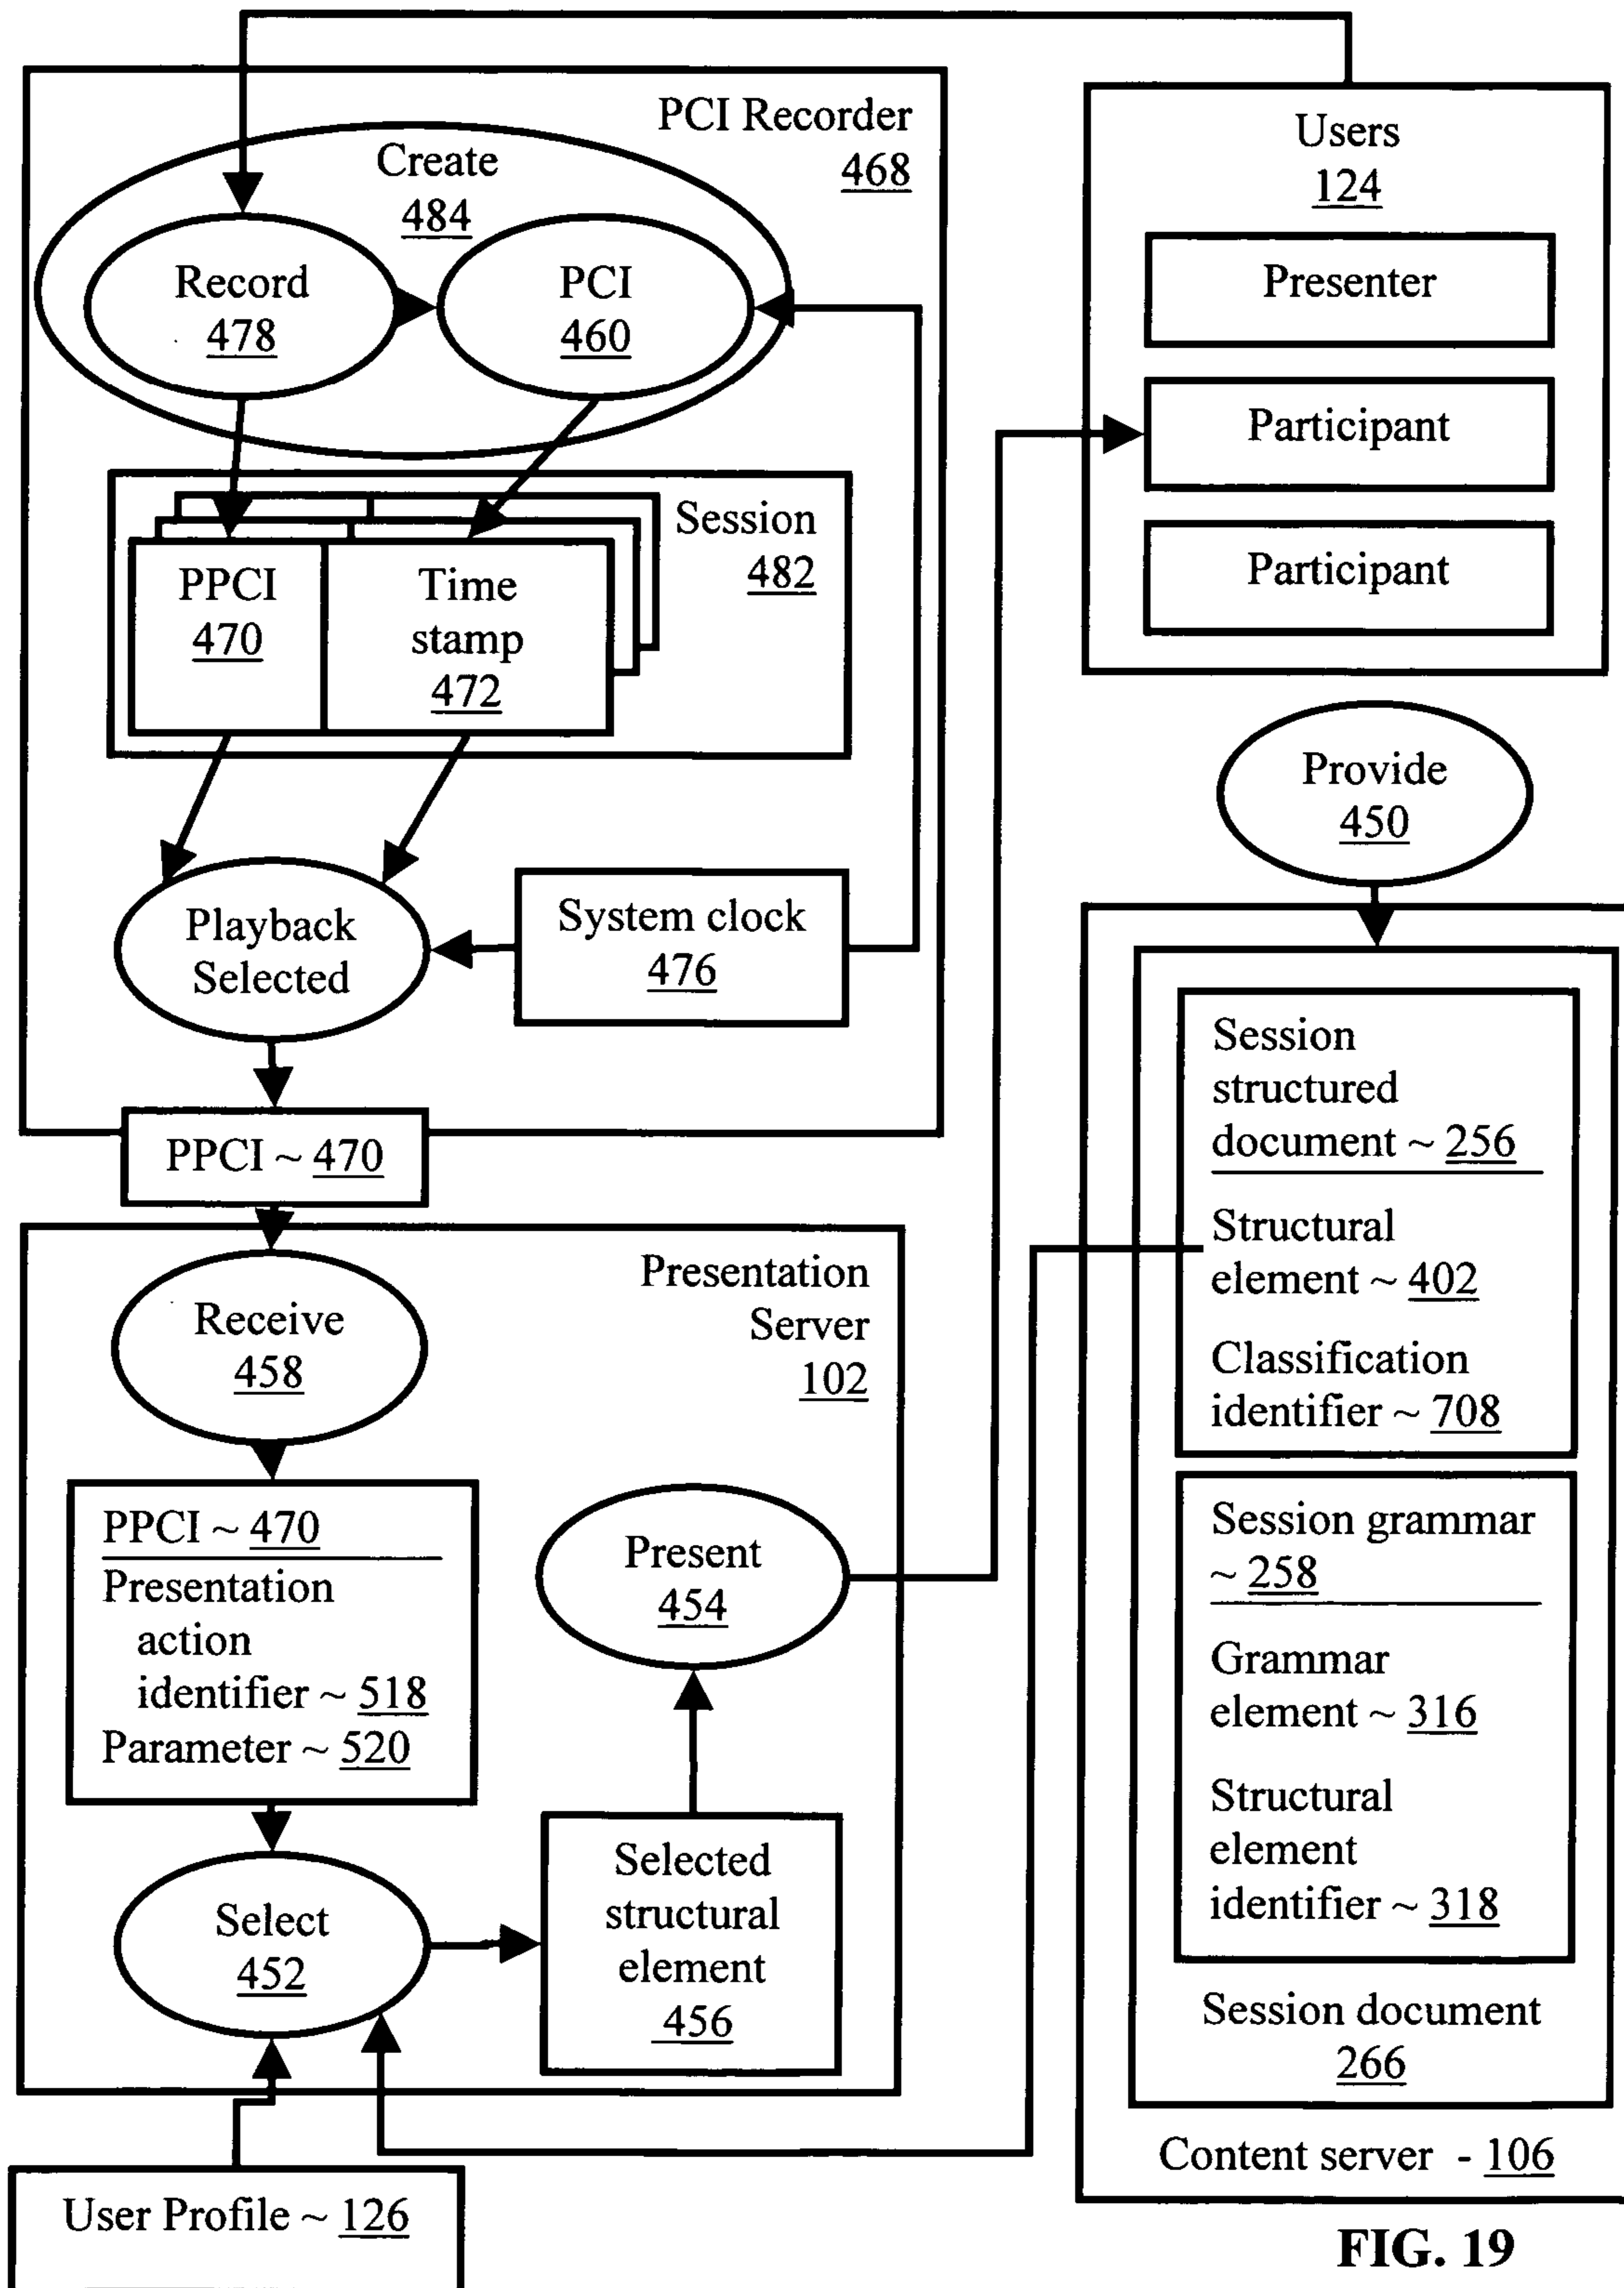 PCI Recorder
468
Create
484
Record
478
PCI
460
Session
482
PPCI
470
Time
stamp
472
Playback
Selected
System clock
476
PPCI ~ 470
Users
124
Presenter
Participant
Participant
Provide
450
Session
structured
document ~ 256
Structural
element ~ 402
Classification
identifier ~ 708
Session grammar
~ 258
Grammar
element ~ 316
Structural
element
identifier ~ 318
Session document
266
Content server - 106
Presentation
Server
102
Receive
458
PPCI ~ 470
Presentation
action
identifier ~ 518
Parameter ~ 520
Present
454
Select
452
Selected
structural
element
456
User Profile ~ 126
FIG. 19